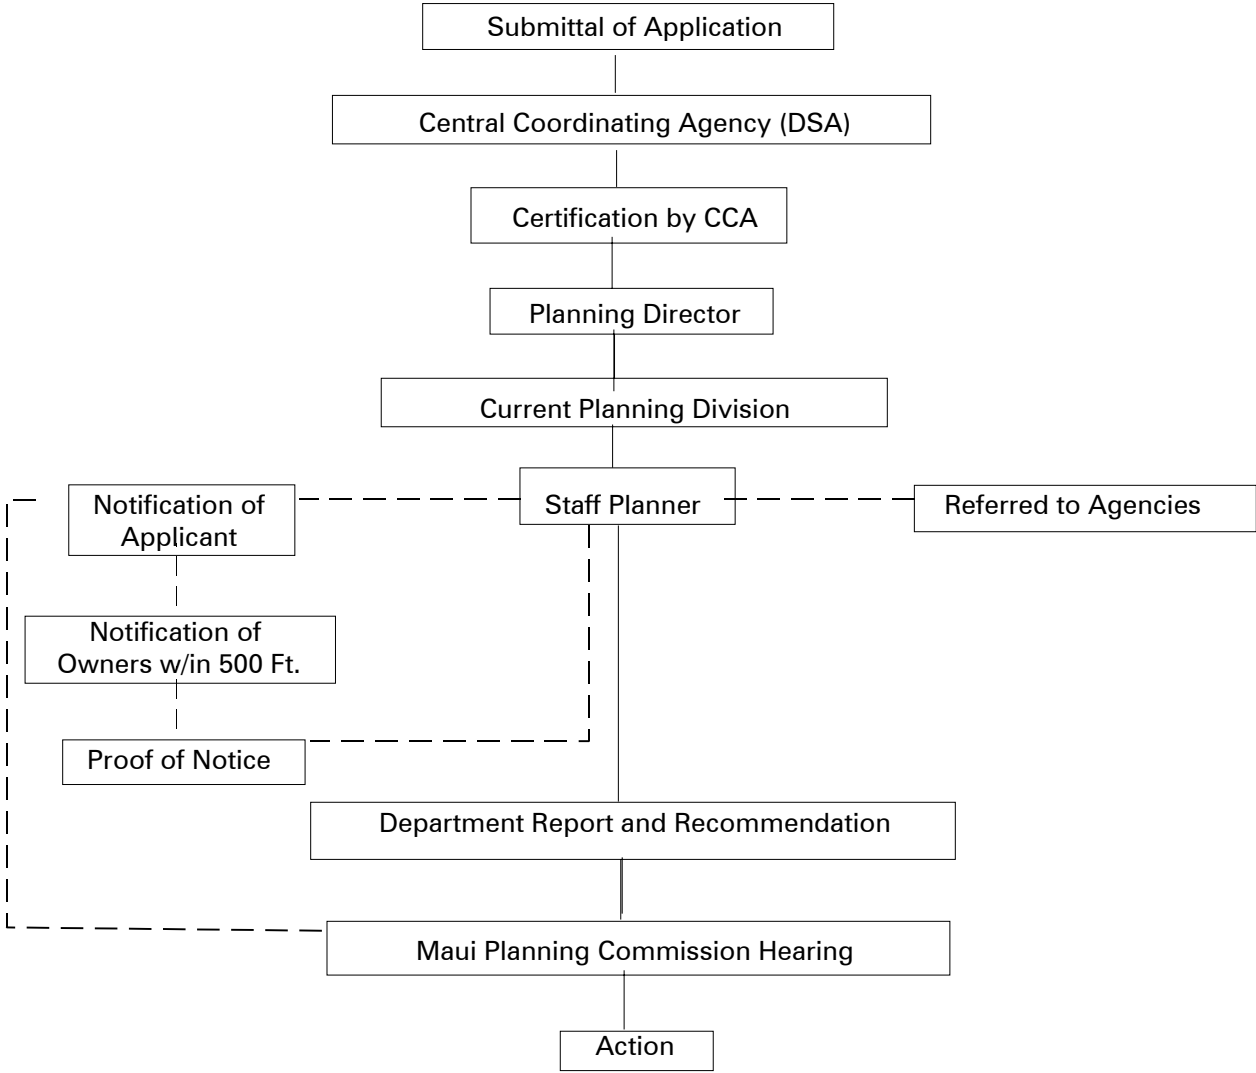 Submittal of Application
Central Coordinating Agency (DSA)
Certification by CCA
Planning Director
Current Planning Division
Notification of
Applicant
Staff Planner
Referred to Agencies
Notification of
Owners w/in 500 Ft.
Proof of Notice
Department Report and Recommendation
Maui Planning Commission Hearing
Action